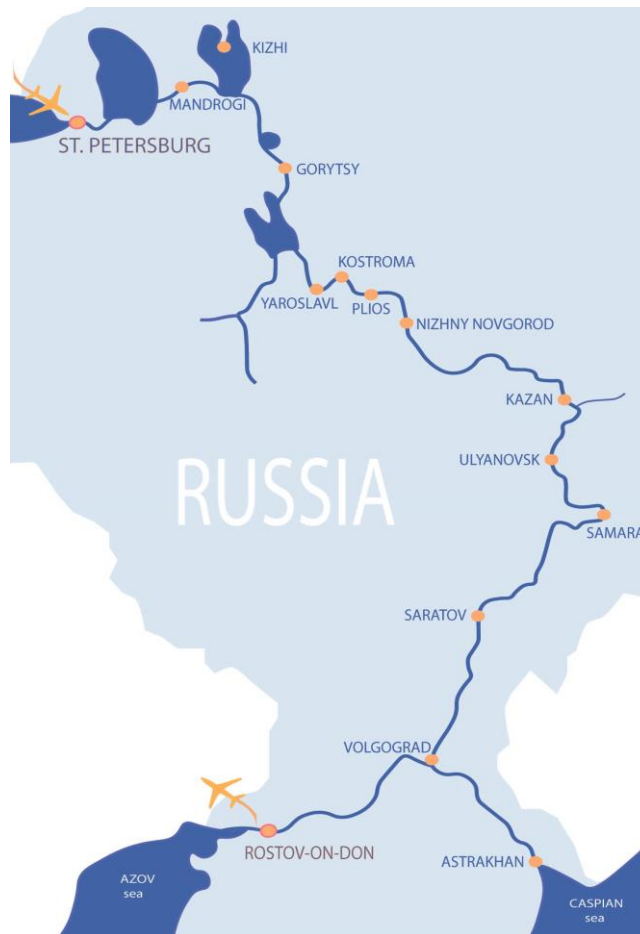 KIZHI
MANDROGI
ST. PETERSBURG
GORYTSY
KOSTROMA
YAROSLAVL
PLIOS
NIZHNY NOVGOROD
KAZAN
ULYANOVSK
RUSSIA
SAMARA
SARATOV
VOLGOGRAD
ROSTOV-ON-DON
ASTRAKHAN
AZOV
sea
CASPIAN
sea